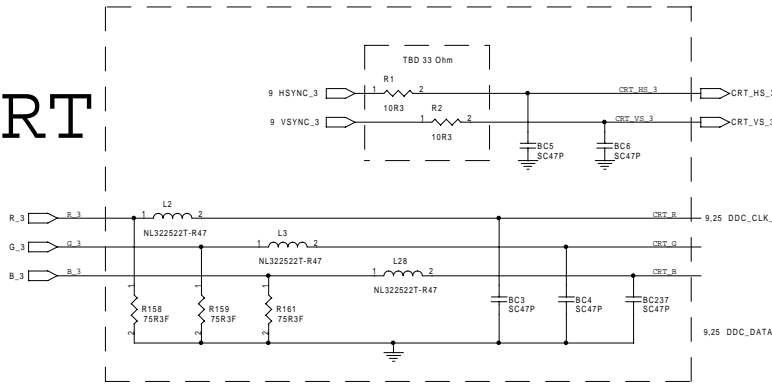 TBD 33 Ohm
R1
9 HSYNC_3 1 2 CRT_HS_3 CRT_HS_3
10R3
RT
R2
9 VSYNC_3 1 2 CRT_VS_3 CRT_VS_3
10R3
BC5 BC6
SC47P SC47P
L2
R_3 R_3 1 2 CRT_R 9,25 DDC_CLK_
NL322522T-R47
L3
G_3 G_3 1 2 CRT_G
NL322522T-R47
L28
B_3 B_3 1 2 CRT_B
NL322522T-R47
1 1 1
R158 R159 R161 BC3 BC4 BC237
75R3F 75R3F 75R3F SC47P SC47P SC47P
2 2 2
9,25 DDC_DATA